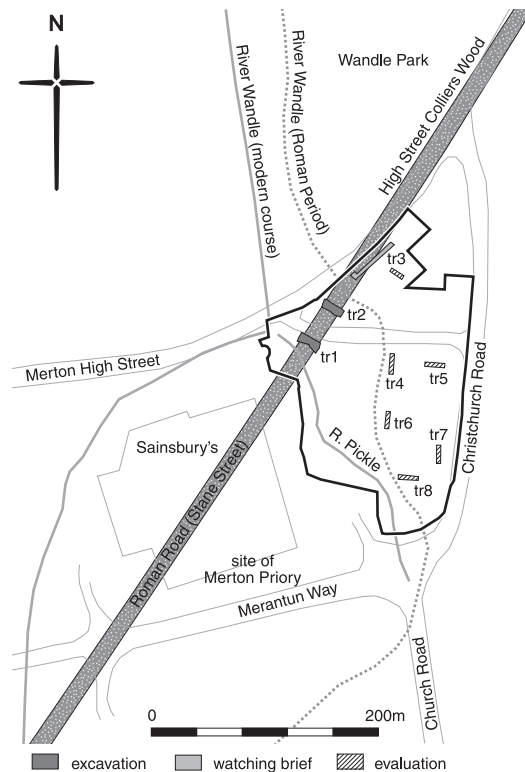 N
Wandle Park
High Street Colliers Wood
River Wandle (modern course)
River Wandle (Roman Period)
tr3
tr2
tr1
Merton High Street
tr4
tr5
Christchurch Road
tr6
R. Pickle
tr7
Sainsbury's
tr8
Roman Road (Stane Street)
site of
Merton Priory
Merantun Way
Church Road
0 200m
excavation watching brief evaluation